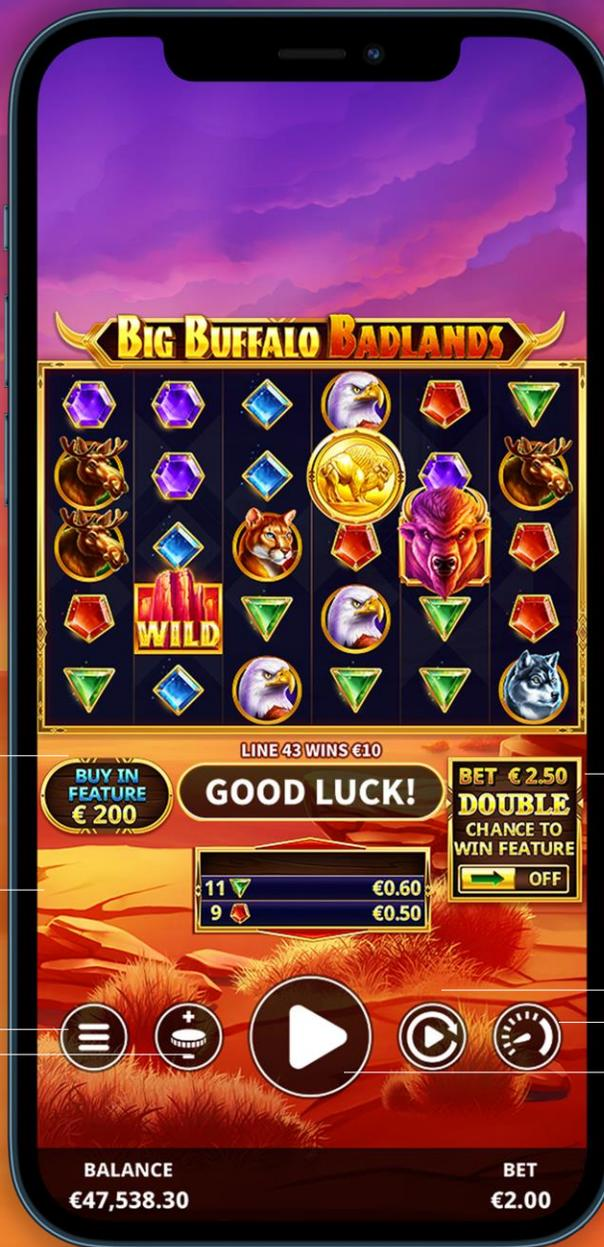 BIG BUFFALO BADLANDS
WILD
LINE 43 WINS €10
BUY IN
FEATURE
€ 200
GOOD LUCK!
BET € 2.50
DOUBLE
CHANCE TO
WIN FEATURE
OFF
11 €0.60
9 €0.50
BALANCE
€47,538.30
BET
€2.00